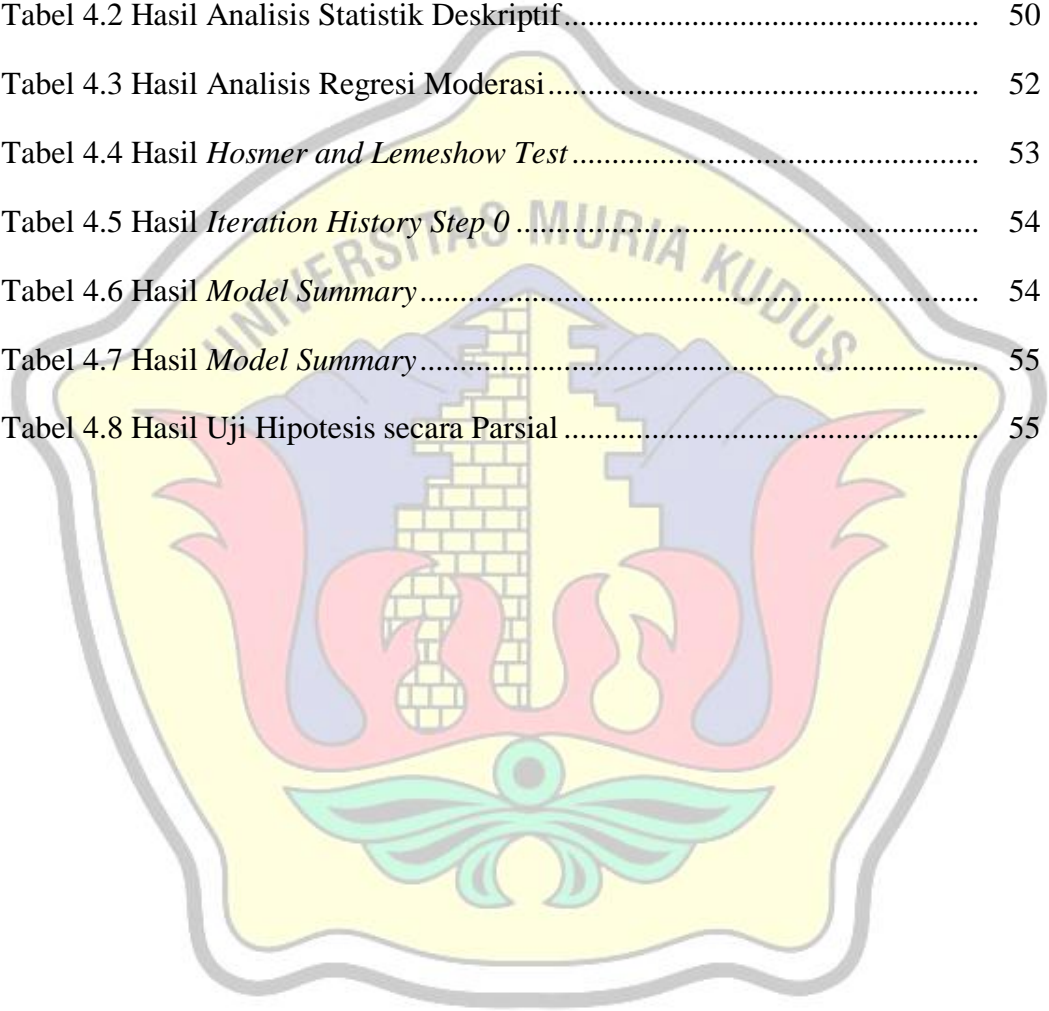 Tabel 4.2 Hasil Analisis Statistik Deskriptif .................................................. 50
Tabel 4.3 Hasil Analisis Regresi Moderasi .................................................... 52
Tabel 4.4 Hasil Hosmer and Lemeshow Test ................................................. 53
Tabel 4.5 Hasil Iteration History Step 0 ........................................................ 54
Tabel 4.6 Hasil Model Summary .................................................................... 54
Tabel 4.7 Hasil Model Summary .................................................................... 55
Tabel 4.8 Hasil Uji Hipotesis secara Parsial .................................................. 55
UNIVERSITAS MURIA KUDUS